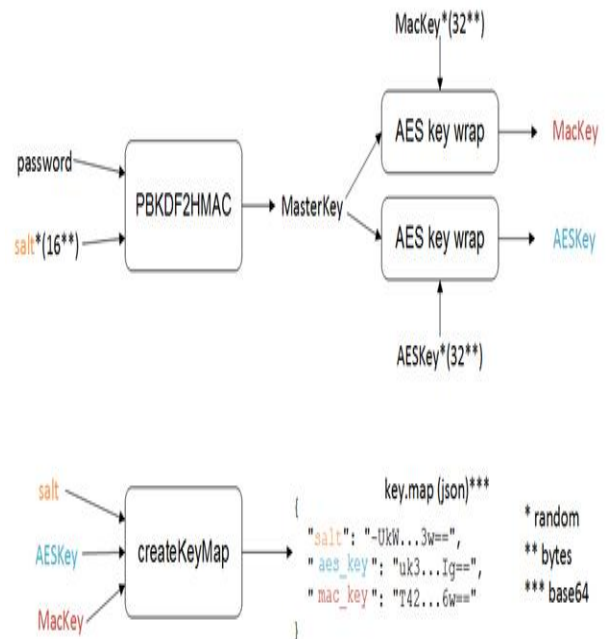 MacKey*(32**)
AES key wrap
MacKey
password
PBKDF2HMAC
MasterKey
salt*(16**)
AES key wrap
AESKey
AESKey*(32**)
salt
AESKey
MacKey
createKeyMap
key.map (json)***
{
"salt": "-UkW...3w==",
"aes_key": "uk3...Ig==",
"mac_key": "T42...6w=="
}
* random
** bytes
*** base64